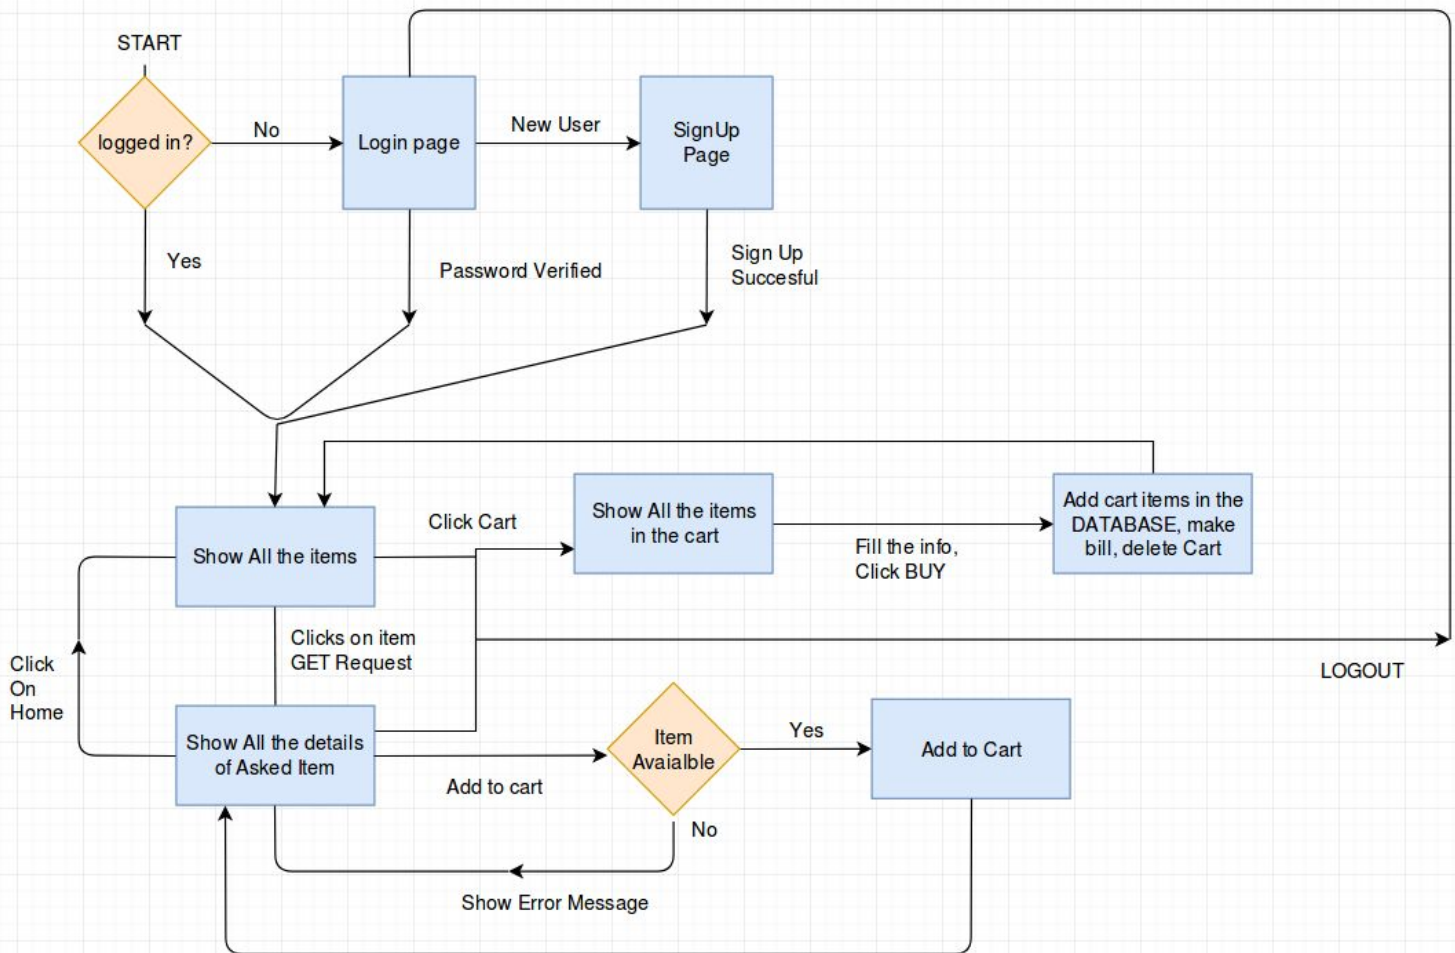 START
logged in?
No
Login page
New User
SignUp
Page
Yes
Password Verified
Sign Up
Succesful
Show All the items
Click Cart
Show All the items
in the cart
Fill the info,
Click BUY
Add cart items in the
DATABASE, make
bill, delete Cart
Clicks on item
GET Request
Click
On
Home
LOGOUT
Show All the details
of Asked Item
Add to cart
Item
Avaialble
Yes
Add to Cart
No
Show Error Message